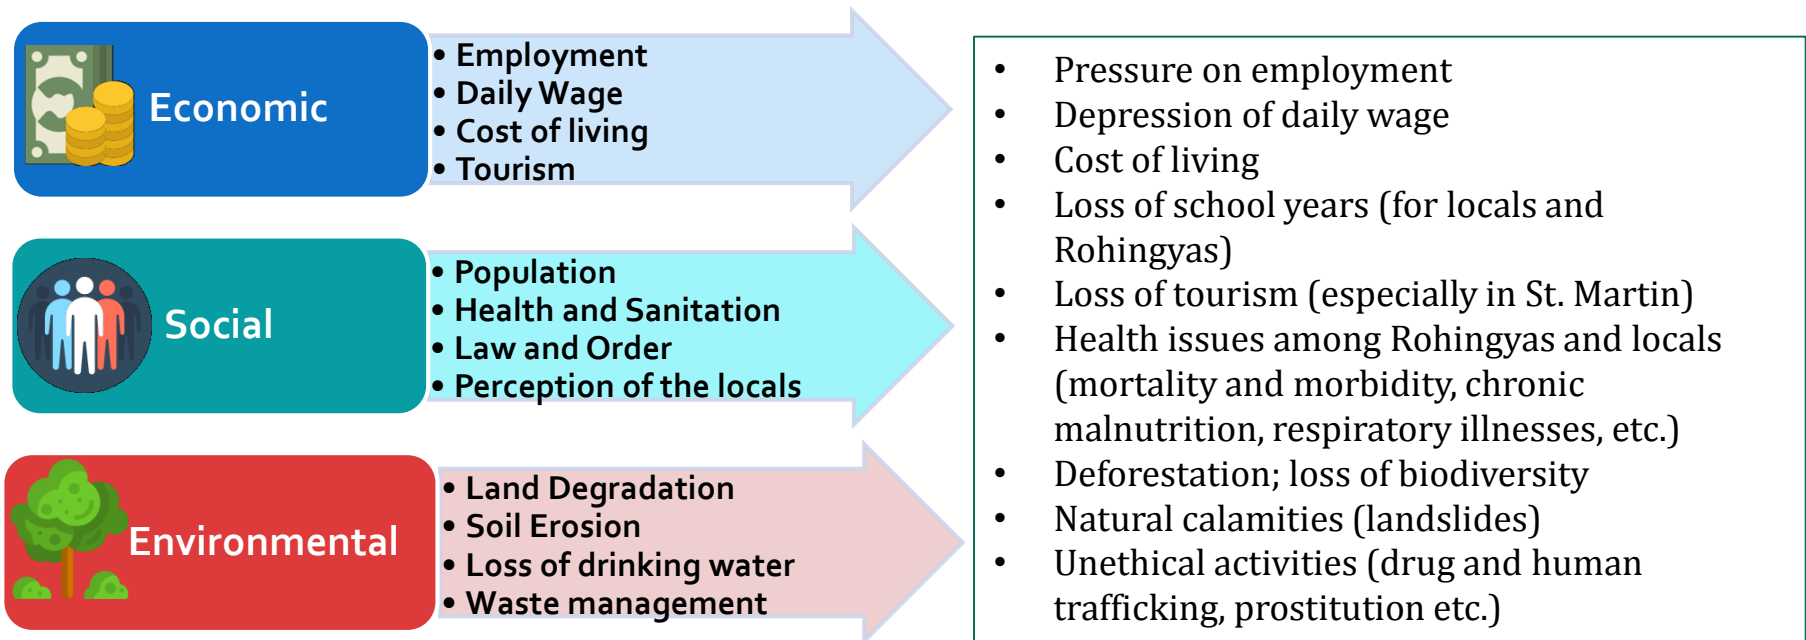 Economic
• Employment
• Daily Wage
• Cost of living
• Tourism
Social
• Population
• Health and Sanitation
• Law and Order
• Perception of the locals
Environmental
• Land Degradation
• Soil Erosion
• Loss of drinking water
• Waste management
• Pressure on employment
• Depression of daily wage
• Cost of living
• Loss of school years (for locals and
Rohingyas)
• Loss of tourism (especially in St. Martin)
• Health issues among Rohingyas and locals
(mortality and morbidity, chronic
malnutrition, respiratory illnesses, etc.)
• Deforestation; loss of biodiversity
• Natural calamities (landslides)
• Unethical activities (drug and human
trafficking, prostitution etc.)